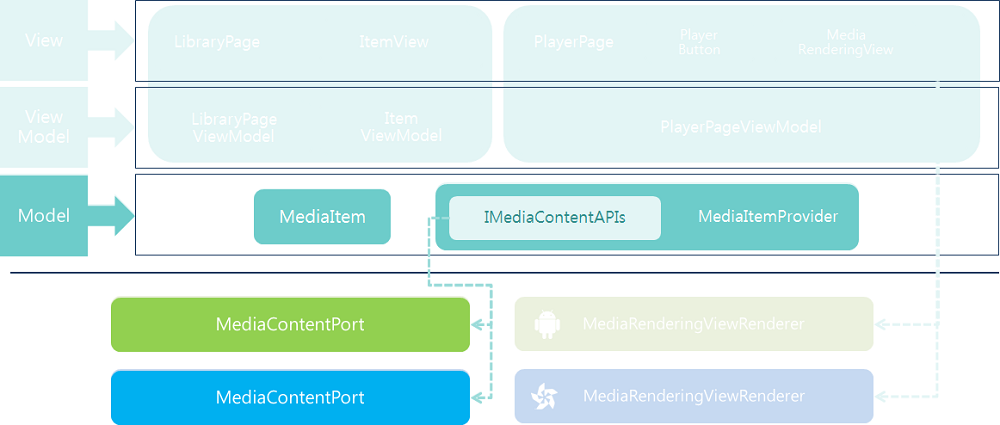 View
LibraryPage
ItemView
PlayerPage
Player
Button
Media
RenderingView
View
Model
LibraryPage
ViewModel
Item
ViewModel
PlayerPageViewModel
Model
MediaItem
IMediaContentAPIs
MediaItemProvider
MediaContentPort
MediaRenderingViewRenderer
MediaContentPort
MediaRenderingViewRenderer